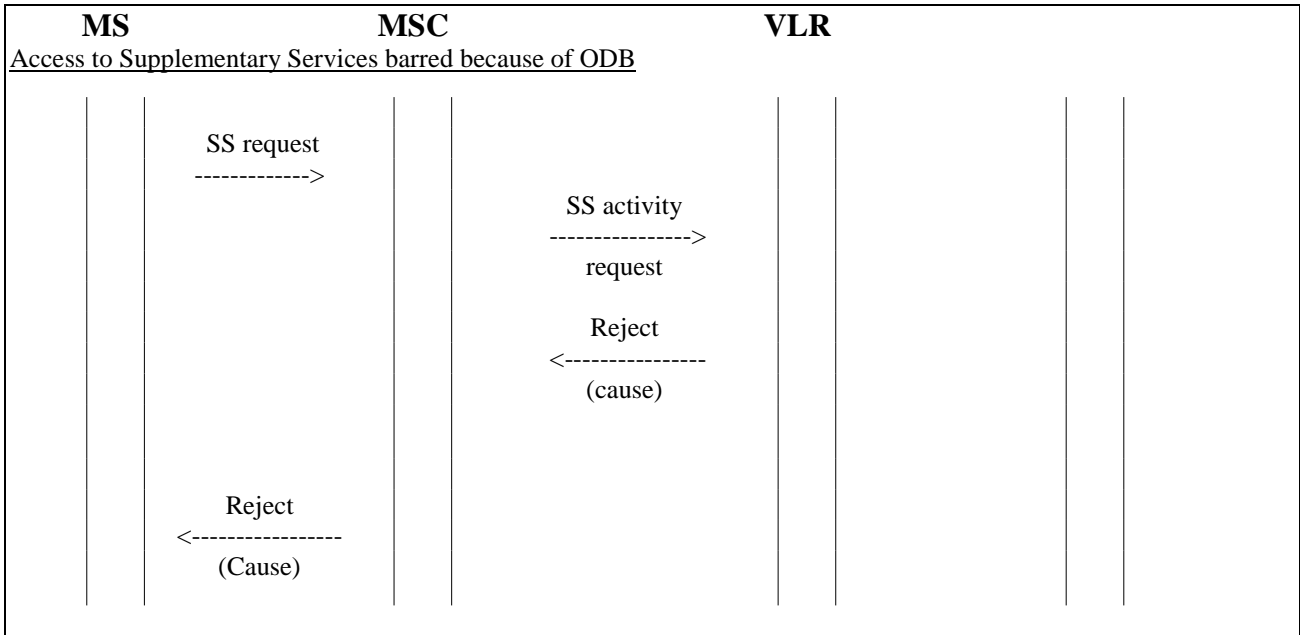 MS MSC VLR
Access to Supplementary Services barred because of ODB
SS request
------------->
SS activity
---------------->
request
Reject
<----------------
(cause)
Reject
<-----------------
(Cause)